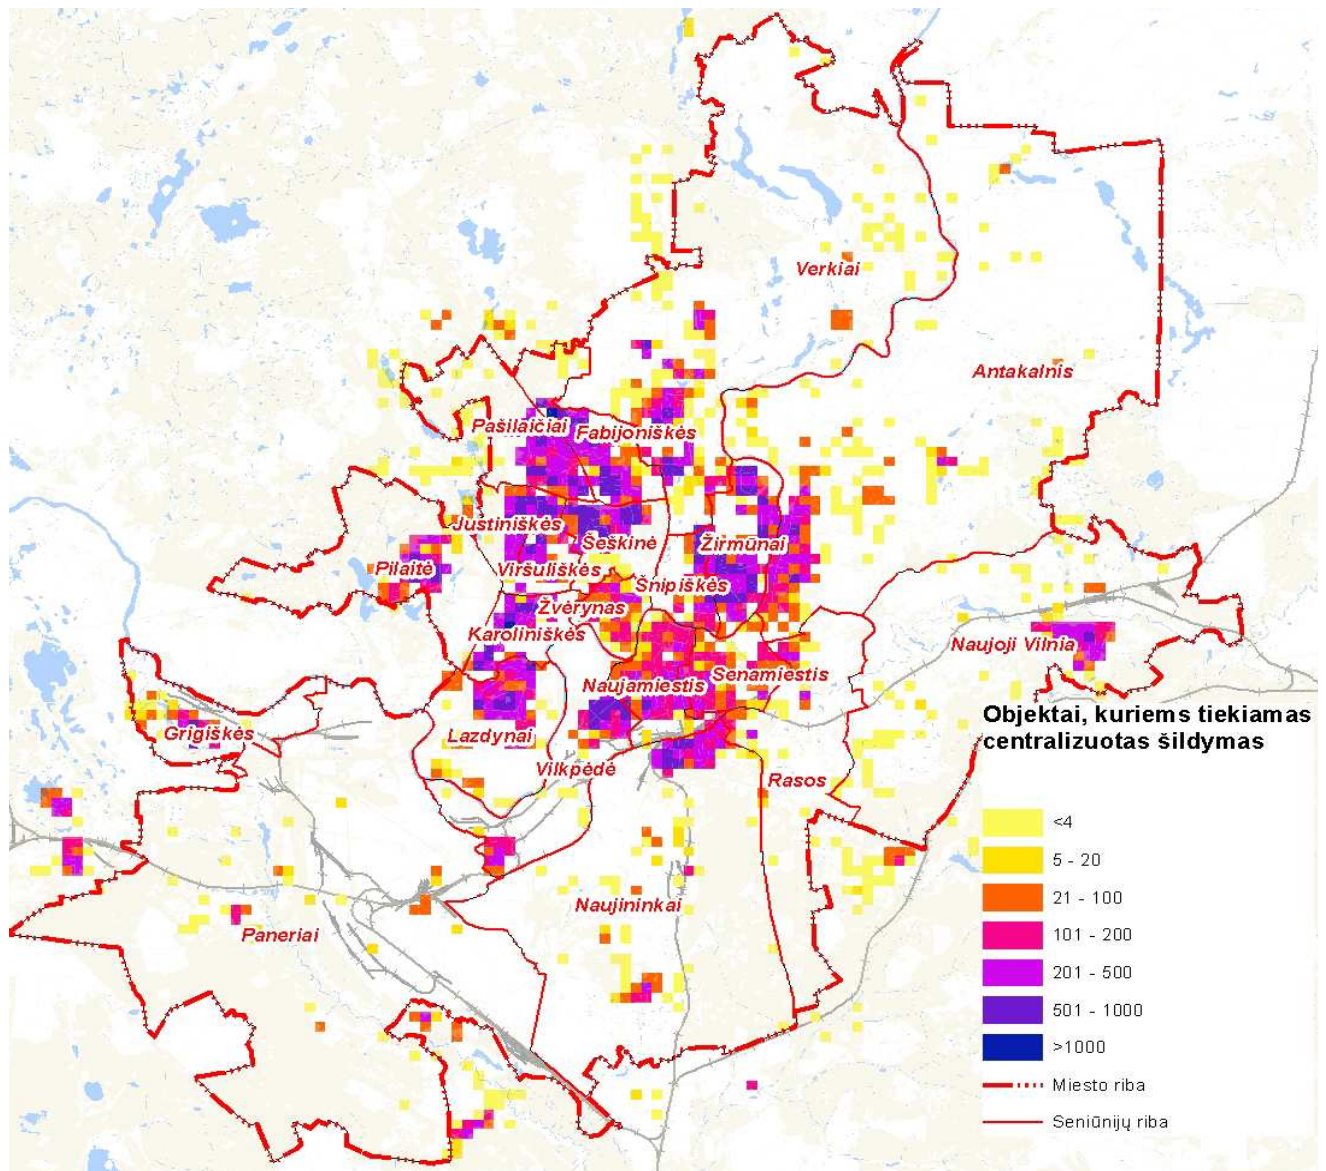 Verkiai
Antakalnis
Pašilaičiai
Fabijoniškės
Justiniškės
Šeškinė
Žirmūnai
Pilaitė
Viršuliškės
Šnipiškės
Žvėrynas
Karoliniškės
Naujoji Vilnia
Naujamiestis
Senamiestis
Grigiškės
Lazdynai
Vilkpėdė
Rasos
Naujininkai
Paneriai
Objektai, kuriems tiekiamas
centralizuotas šildymas
<4
5 - 20
21 - 100
101 - 200
201 - 500
501 - 1000
>1000
Miesto riba
Seniūnijų riba